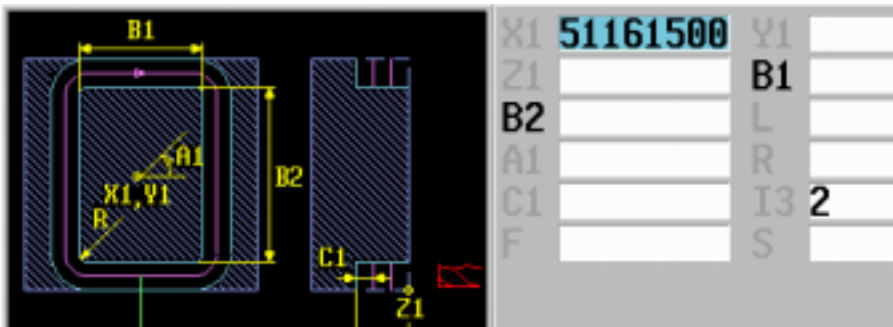 B1
A1
B2
X1,Y1
R
C1
Z1
X1 51161500 Y1
Z1 B1
B2 L
A1 R
C1 I3 2
F S